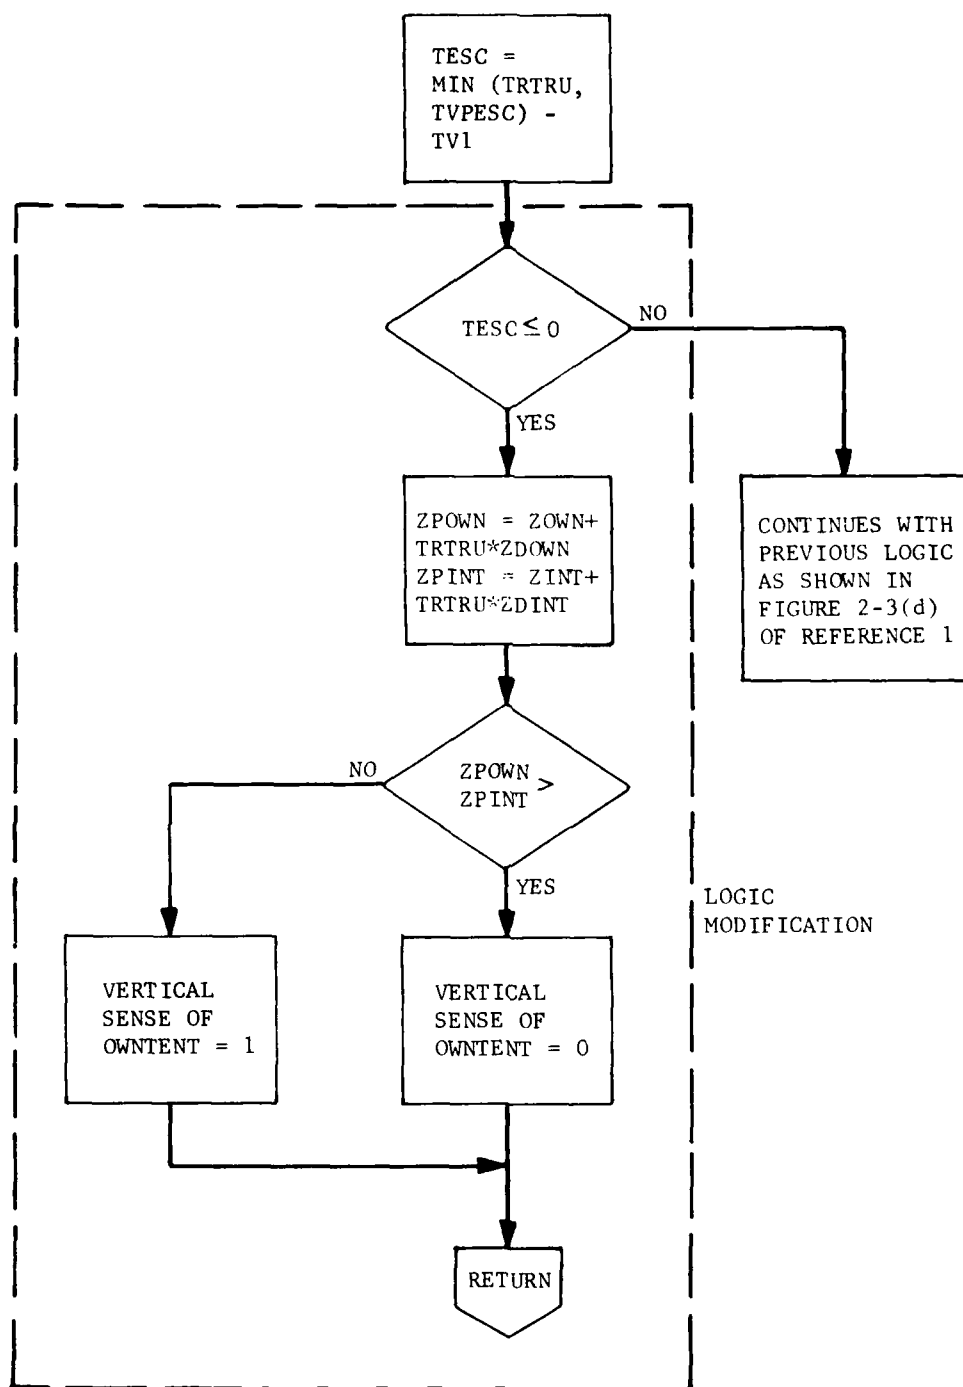 TESC =
MIN (TRTRU,
TVPESC) -
TV1
TESC ≤ 0
NO
YES
ZPOWN = ZOWN+
TRTRU*ZDOWN
ZPINT = ZINT+
TRTRU*ZDINT
CONTINUES WITH
PREVIOUS LOGIC
AS SHOWN IN
FIGURE 2-3(d)
OF REFERENCE 1
NO
ZPOWN >
ZPINT
YES
LOGIC
MODIFICATION
VERTICAL
SENSE OF
OWNTENT = 1
VERTICAL
SENSE OF
OWNTENT = 0
RETURN